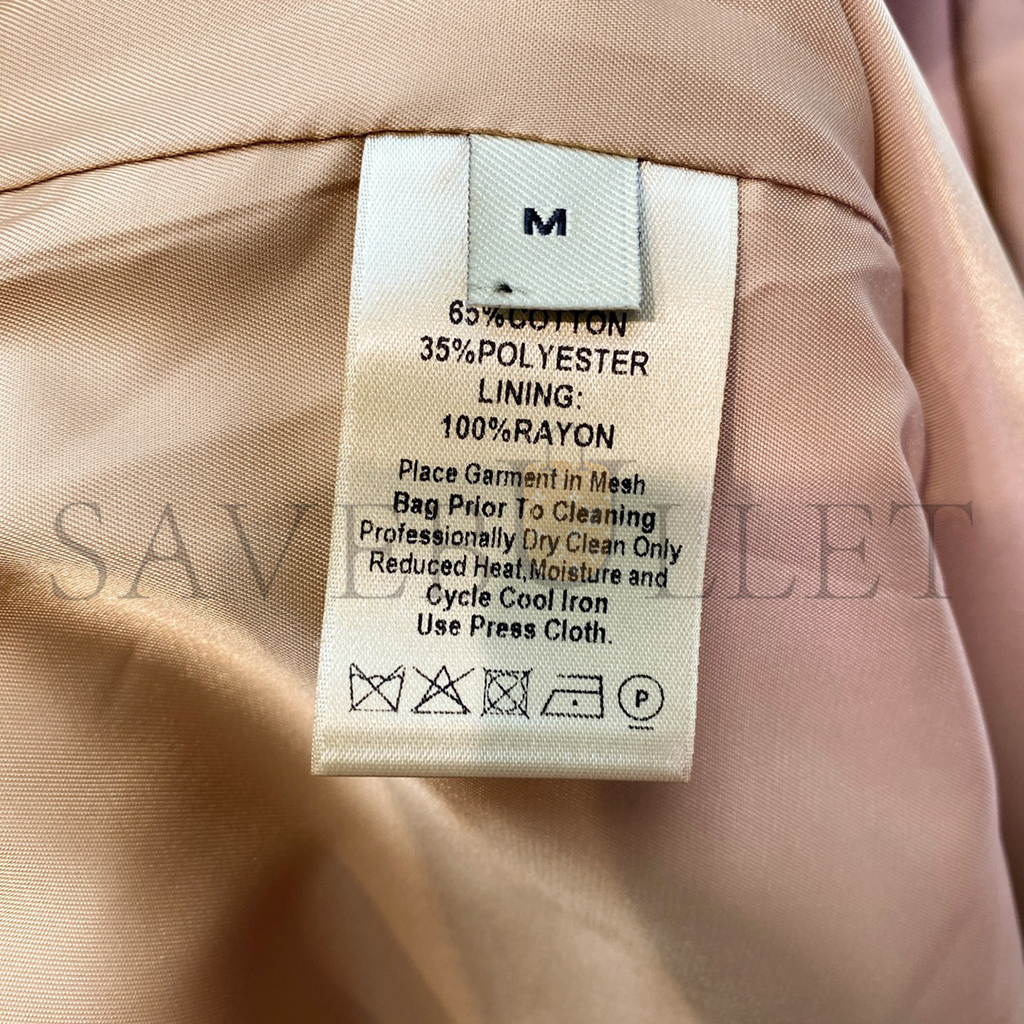 M
65%COTTON
35%POLYESTER
LINING:
100%RAYON
Place Garment in Mesh
Bag Prior To Cleaning
Professionally Dry Clean Only
Reduced Heat,Moisture and
Cycle Cool Iron
Use Press Cloth.
P